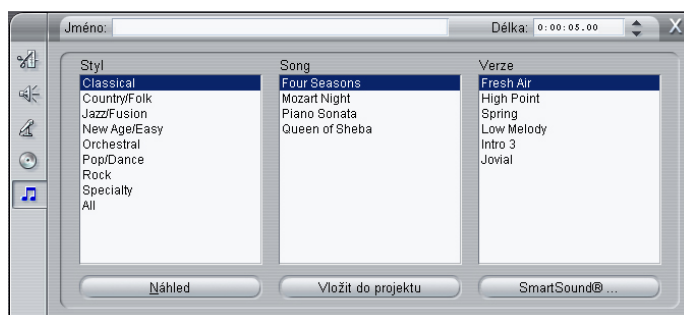 Jméno:
Délka: 0:00:05.00
X
Styl
Classical
Country/Folk
Jazz/Fusion
New Age/Easy
Orchestral
Pop/Dance
Rock
Specialty
All
Song
Four Seasons
Mozart Night
Piano Sonata
Queen of Sheba
Verze
Fresh Air
High Point
Spring
Low Melody
Intro 3
Jovial
Náhled
Vložit do projektu
SmartSound® ...